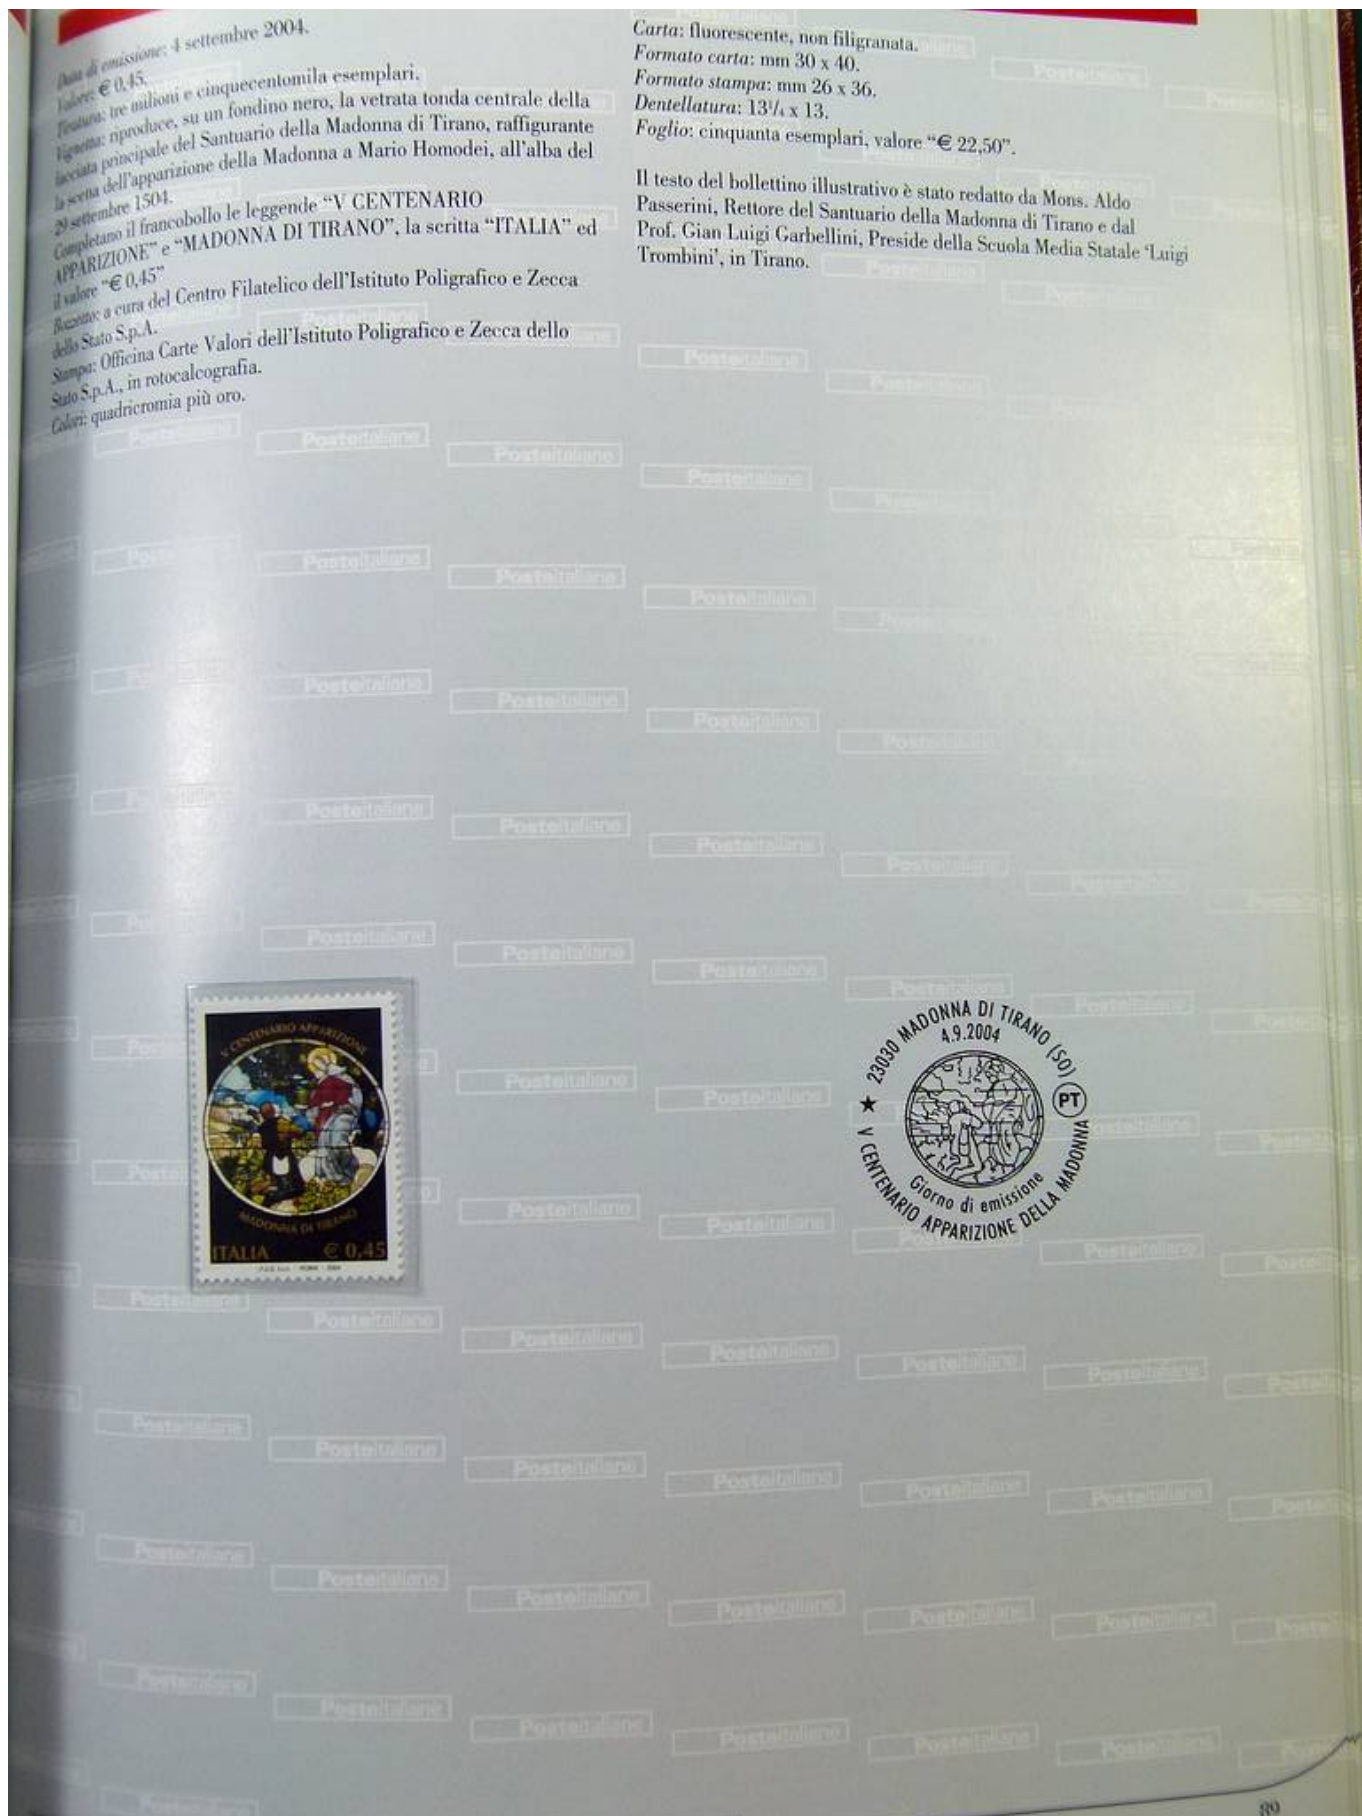 Data di emissione: 4 settembre 2004.
Valore: € 0,45.
Tiratura: tre milioni e cinquecentomila esemplari.
Vignetta: riproduce, su un fondino nero, la vetrata tonda centrale della
facciata principale del Santuario della Madonna di Tirano, raffigurante
la scena dell'apparizione della Madonna a Mario Homodei, all'alba del
29 settembre 1504.
Completano il francobollo le leggende “V CENTENARIO
APPARIZIONE” e “MADONNA DI TIRANO”, la scritta “ITALIA” ed
il valore “€ 0,45”
Bozzetto: a cura del Centro Filatelico dell'Istituto Poligrafico e Zecca
dello Stato S.p.A.
Stampa: Officina Carte Valori dell'Istituto Poligrafico e Zecca dello
Stato S.p.A., in rotocalcografia.
Colori: quadricromia più oro.
Carta: fluorescente, non filigranata.
Formato carta: mm 30 x 40.
Formato stampa: mm 26 x 36.
Dentellatura: 13¼ x 13.
Foglio: cinquanta esemplari, valore “€ 22,50”.
Il testo del bollettino illustrativo è stato redatto da Mons. Aldo
Passerini, Rettore del Santuario della Madonna di Tirano e dal
Prof. Gian Luigi Garbellini, Preside della Scuola Media Statale ‘Luigi
Trombini’, in Tirano.
V CENTENARIO APPARIZIONE
MADONNA DI TIRANO
ITALIA € 0,45
23030 MADONNA DI TIRANO (SO)
4.9.2004
PT
Giorno di emissione
★ V CENTENARIO APPARIZIONE DELLA MADONNA
Posteitaliane
89